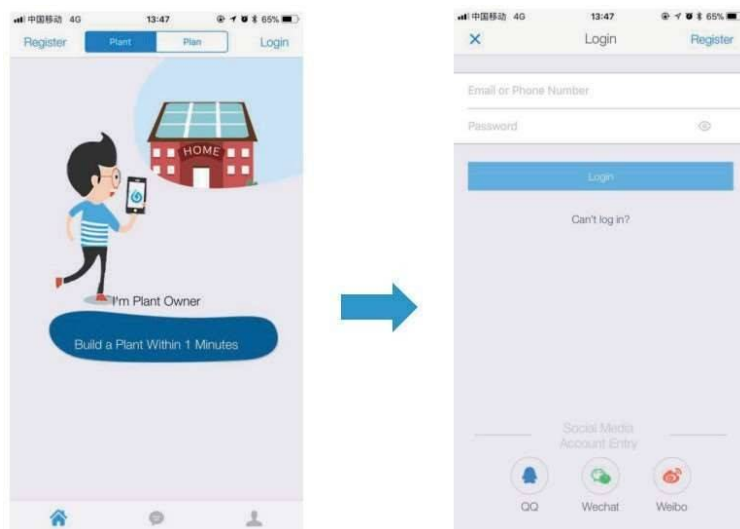 中国移动 4G 13:47 65%
Register Plant Plan Login
HOME
I'm Plant Owner
Build a Plant Within 1 Minutes
中国移动 4G 13:47 65%
Login Register
Email or Phone Number
Password
Login
Can't log in?
Social Media
Account Entry
QQ Wechat Weibo